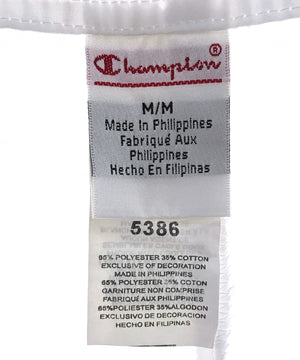 Champion®
M/M
Made In Philippines
Fabriqué Aux
Philippines
Hecho En Filipinas
5386
65% POLYESTER 35% COTTON
EXCLUSIVE OF DECORATION
MADE IN PHILIPPINES
65% POLYESTER 35% COTON
GARNITURE NON COMPRISE
FABRIQUÉ AUX PHILIPPINES
65%POLIESTER 35%ALGODON
EXCLUSIVO DE DECORACION
HECHO EN FILIPINAS